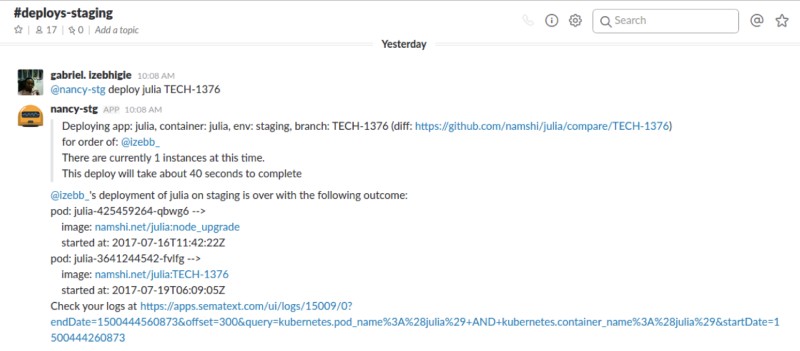 #deploys-staging
17 | 0 | Add a topic
Search
Yesterday
gabriel. izebhigie 10:08 AM
@nancy-stg deploy julia TECH-1376
nancy-stg APP 10:08 AM
Deploying app: julia, container: julia, env: staging, branch: TECH-1376 (diff: https://github.com/namshi/julia/compare/TECH-1376)
for order of: @izebb_
There are currently 1 instances at this time.
This deploy will take about 40 seconds to complete
@izebb_'s deployment of julia on staging is over with the following outcome:
pod: julia-425459264-qbwg6 -->
image: namshi.net/julia:node_upgrade
started at: 2017-07-16T11:42:22Z
pod: julia-3641244542-fvlfg -->
image: namshi.net/julia:TECH-1376
started at: 2017-07-19T06:09:05Z
Check your logs at https://apps.sematext.com/ui/logs/15009/0?
endDate=1500444560873&offset=300&query=kubernetes.pod_name%3A%28julia%29+AND+kubernetes.container_name%3A%28julia%29&startDate=1
500444260873